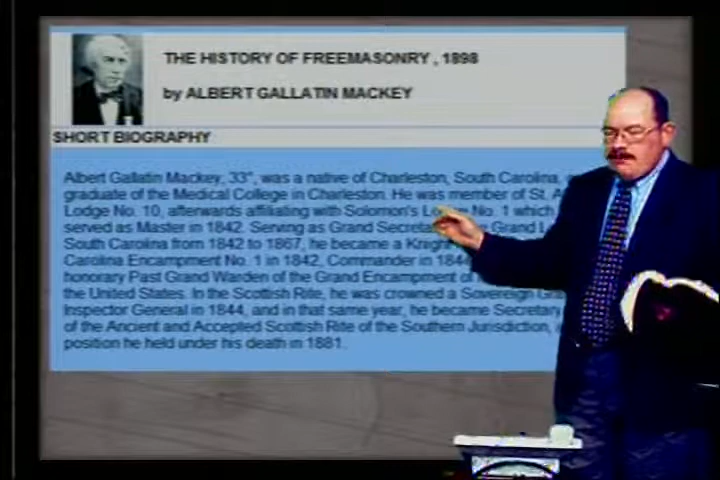 THE HISTORY OF FREEMASONRY , 1898
by ALBERT GALLATIN MACKEY
SHORT BIOGRAPHY
Albert Gallatin Mackey, 33°, was a native of Charleston, South Carolina,
graduate of the Medical College in Charleston. He was member of St.
Lodge No. 10, afterwards affiliating with Solomon's No. 1 which
served as Master in 1842. Serving as Grand Grand
South Carolina from 1842 to 1867, he became a Knight
Carolina Encampment No. 1 in 1842, Commander in
honorary Past Grand Warden of the Grand Encampment of
the United States. In the Scottish Rite, he was crowned a Sovereign
Inspector General in 1844, and in that same year, he became Secretary
of the Ancient and Accepted Scottish Rite of the Southern Jurisdiction,
position he held under his death in 1881.